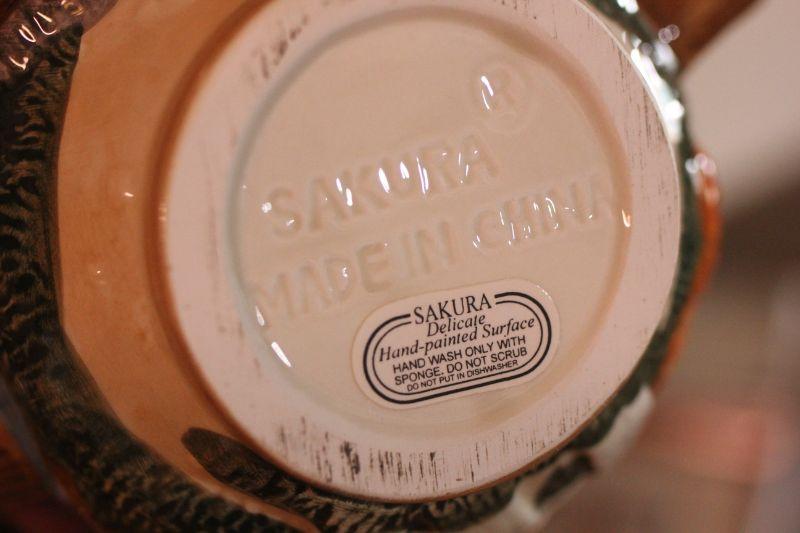 ®
SAKURA
MADE IN CHINA
SAKURA
Delicate
Hand-painted Surface
HAND WASH ONLY WITH
SPONGE. DO NOT SCRUB
DO NOT PUT IN DISHWASHER